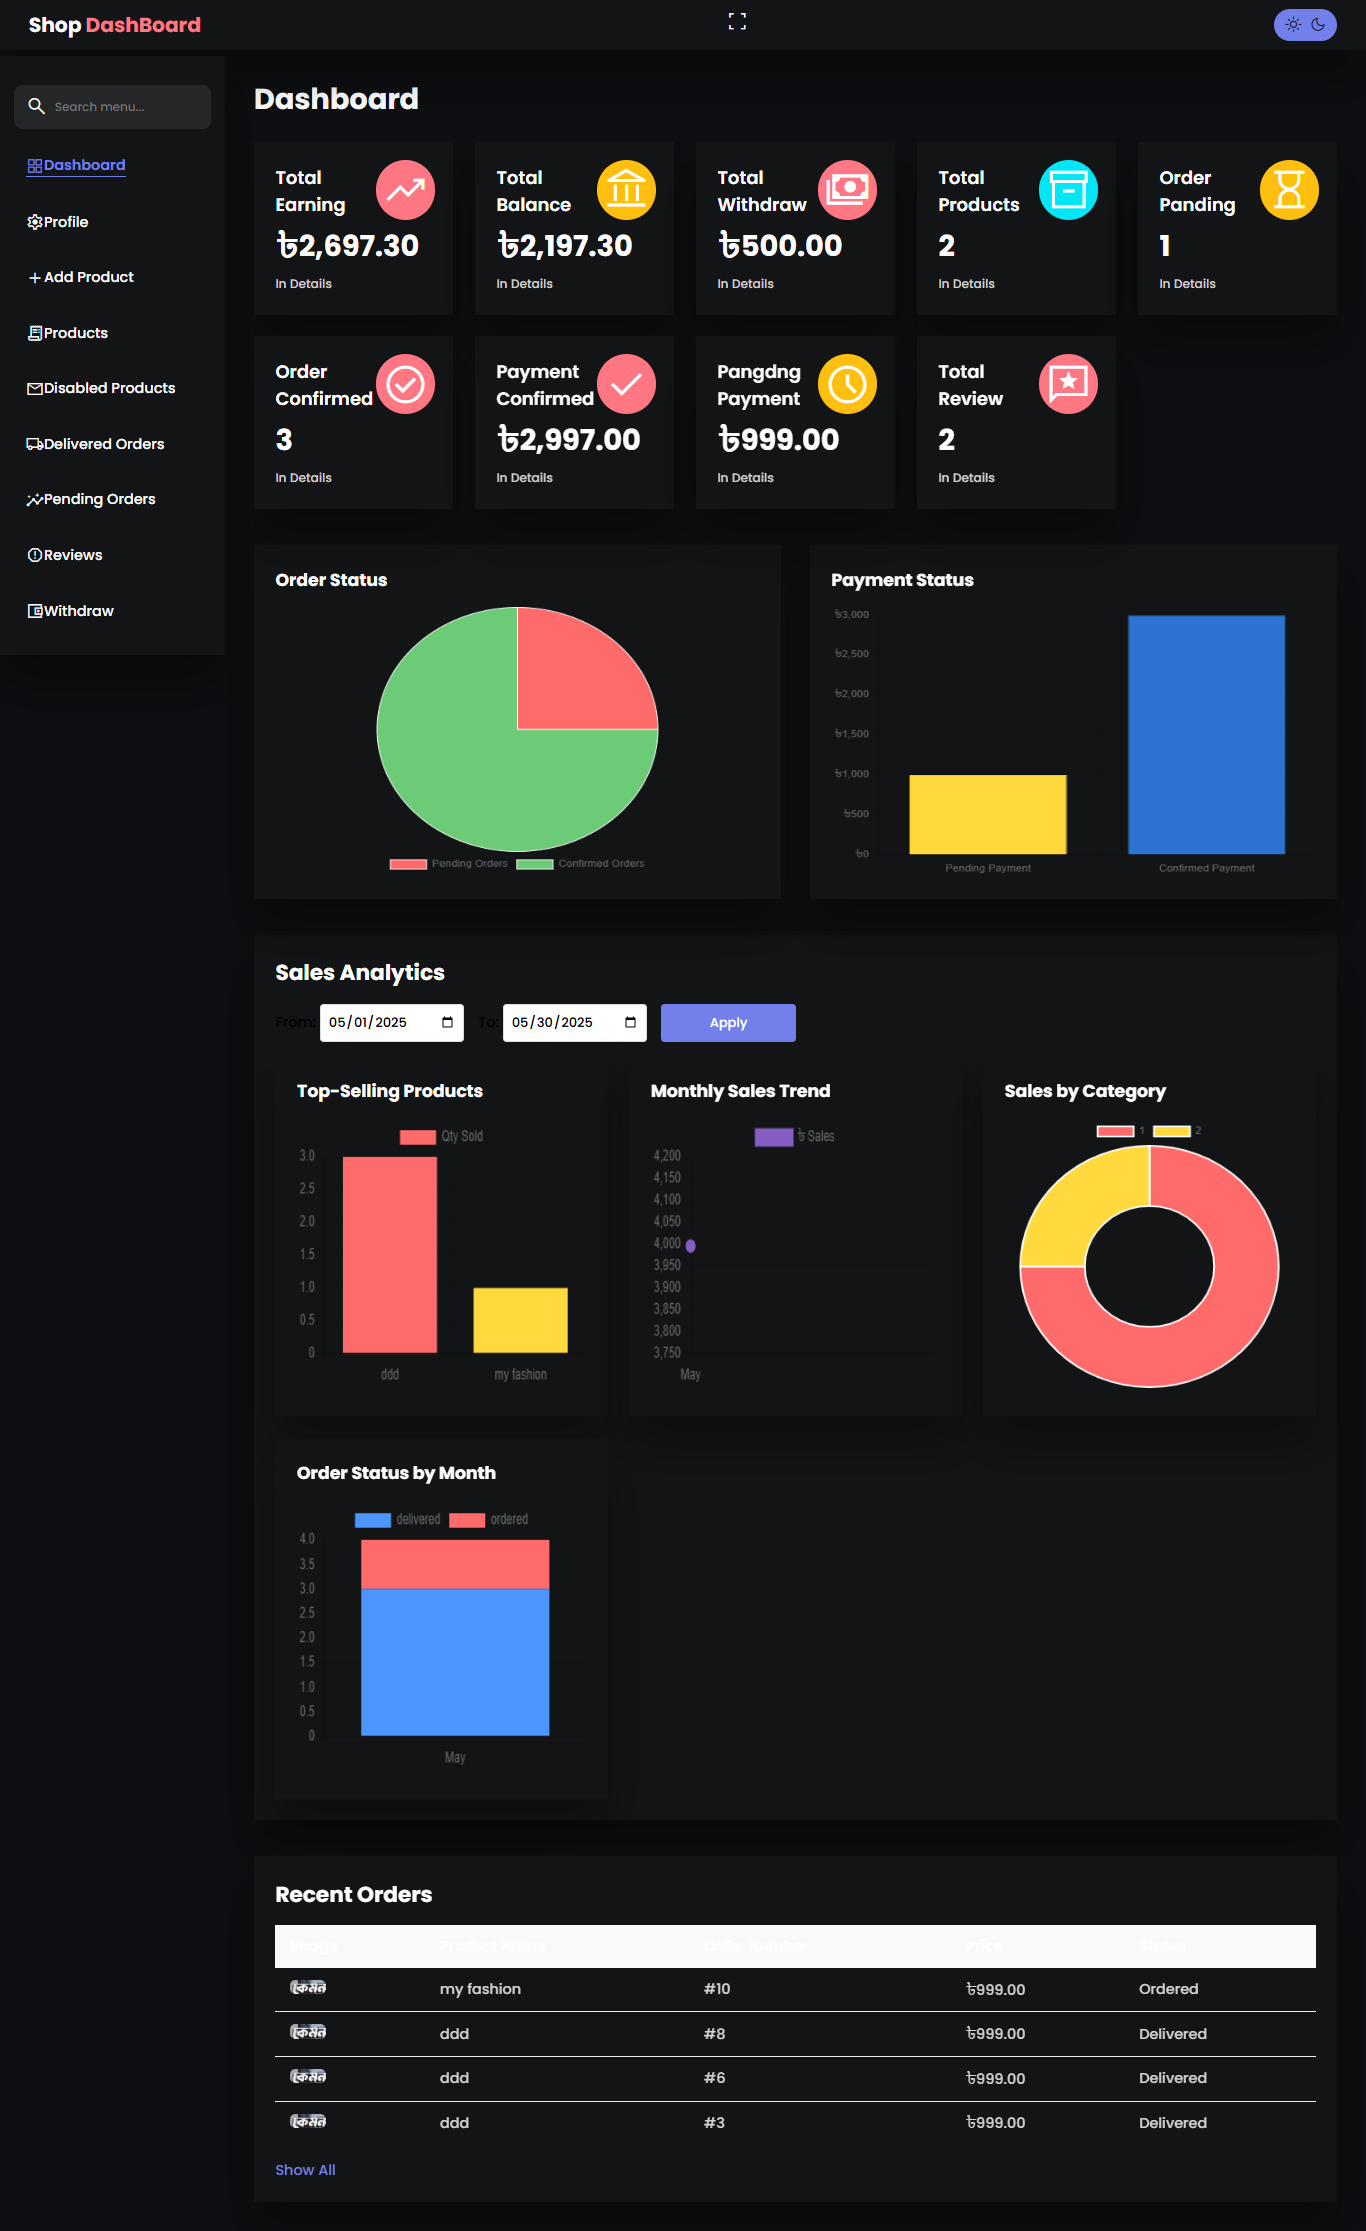 Shop DashBoard
Search menu...
Dashboard
Profile
Add Product
Products
Disabled Products
Delivered Orders
Pending Orders
Reviews
Withdraw
Dashboard
Total Earning
৳2,697.30
In Details
Total Balance
৳2,197.30
In Details
Total Withdraw
৳500.00
In Details
Total Products
2
In Details
Order Panding
1
In Details
Order Confirmed
3
In Details
Payment Confirmed
৳2,997.00
In Details
Pangdng Payment
৳999.00
In Details
Total Review
2
In Details
Order Status
Pending Orders Confirmed Orders
Payment Status
৳3,000
৳2,500
৳2,000
৳1,500
৳1,000
৳500
৳0
Pending Payment Confirmed Payment
Sales Analytics
From: 05/01/2025 To: 05/30/2025 Apply
Top-Selling Products
Qty Sold
3.0
2.5
2.0
1.5
1.0
0.5
0
ddd my fashion
Monthly Sales Trend
৳ Sales
4,200
4,150
4,100
4,050
4,000
3,950
3,900
3,850
3,800
3,750
May
Sales by Category
1 2
Order Status by Month
delivered ordered
4.0
3.5
3.0
2.5
2.0
1.5
1.0
0.5
0
May
Recent Orders
Image Product Name Order Number Price Status
কেমন my fashion #10 ৳999.00 Ordered
কেমন ddd #8 ৳999.00 Delivered
কেমন ddd #6 ৳999.00 Delivered
কেমন ddd #3 ৳999.00 Delivered
Show All